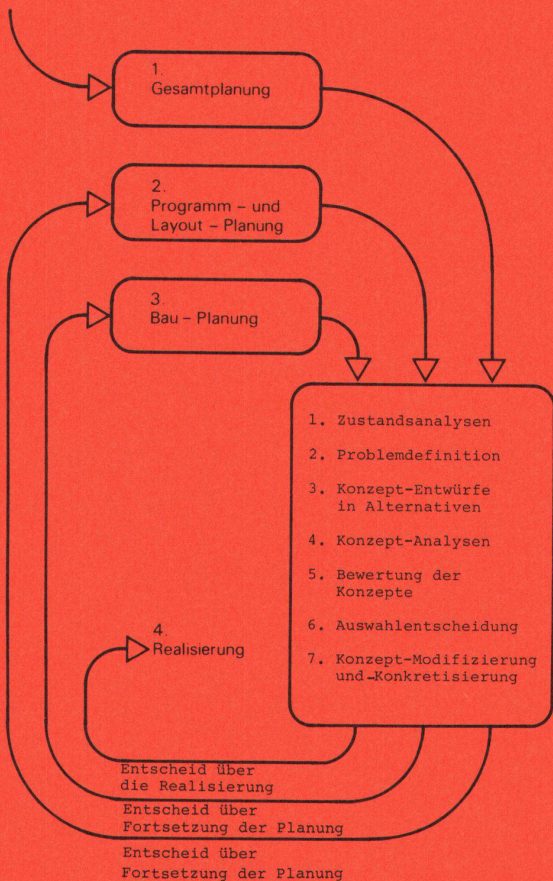 1.
Gesamtplanung
2.
Programm – und
Layout – Planung
3.
Bau – Planung
1. Zustandsanalysen
2. Problemdefinition
3. Konzept-Entwürfe
in Alternativen
4. Konzept-Analysen
5. Bewertung der
Konzepte
6. Auswahlentscheidung
7. Konzept-Modifizierung
und-Konkretisierung
4.
Realisierung
Entscheid über
die Realisierung
Entscheid über
Fortsetzung der Planung
Entscheid über
Fortsetzung der Planung